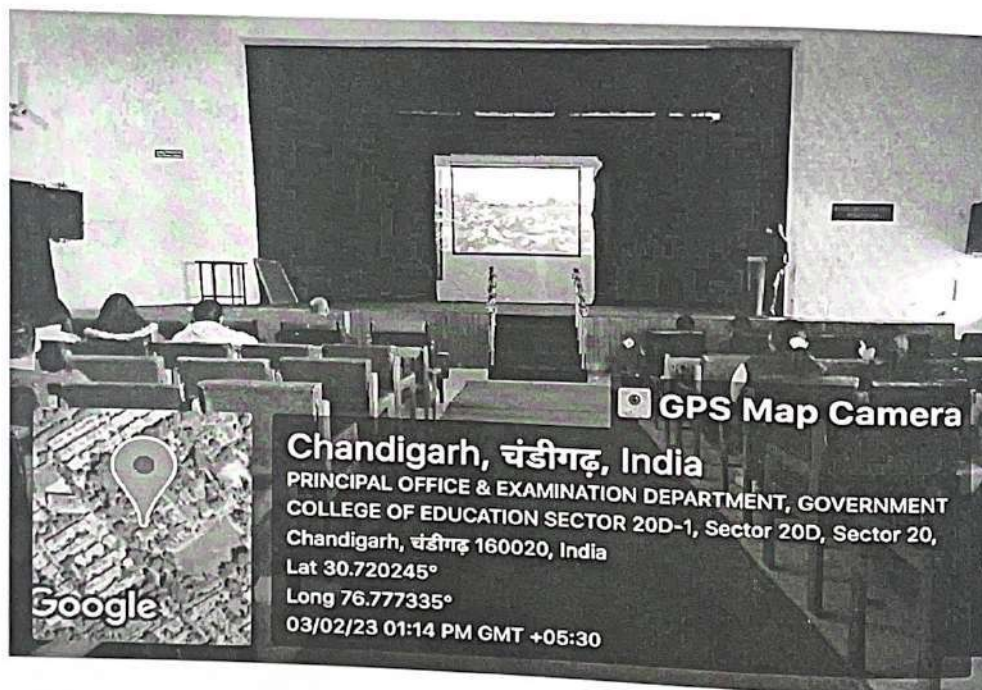 GPS Map Camera
Chandigarh, चंडीगढ़, India
PRINCIPAL OFFICE & EXAMINATION DEPARTMENT, GOVERNMENT
COLLEGE OF EDUCATION SECTOR 20D-1, Sector 20D, Sector 20,
Chandigarh, चंडीगढ़ 160020, India
Lat 30.720245°
Long 76.777335°
03/02/23 01:14 PM GMT +05:30
Google